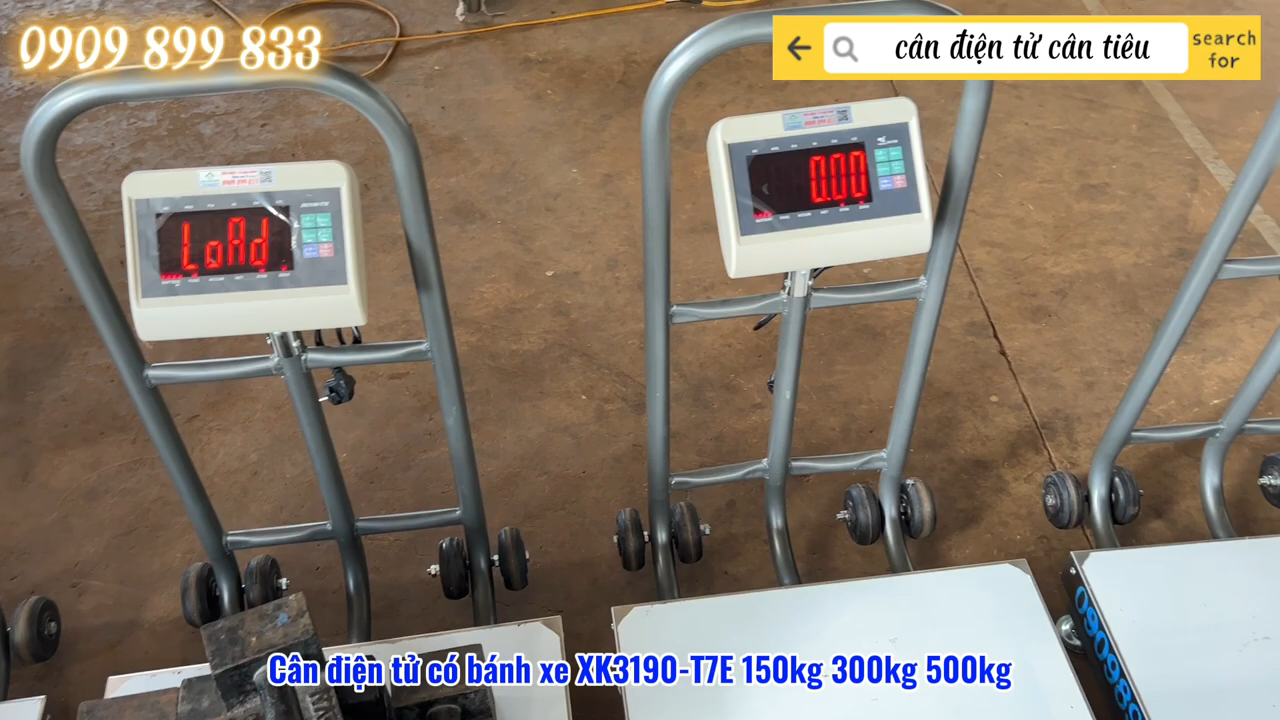 0909 899 833
cân điện tử cân tiêu
search
for
LoAd
0.00
090989
Cân điện tử có bánh xe XK3190-T7E 150kg 300kg 500kg